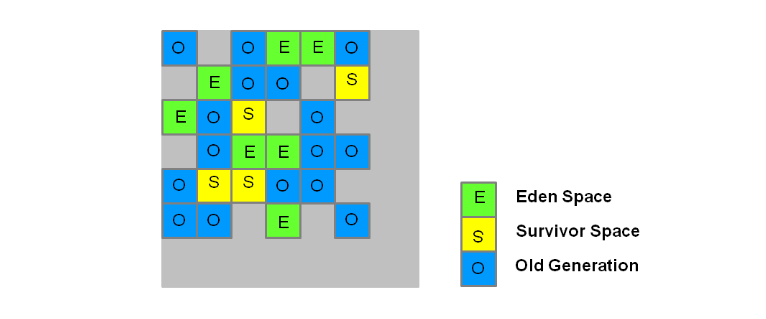 O O E E O
E O O S
E O S O
O E E O O
O S S O O
O O E O
E Eden Space
S Survivor Space
O Old Generation